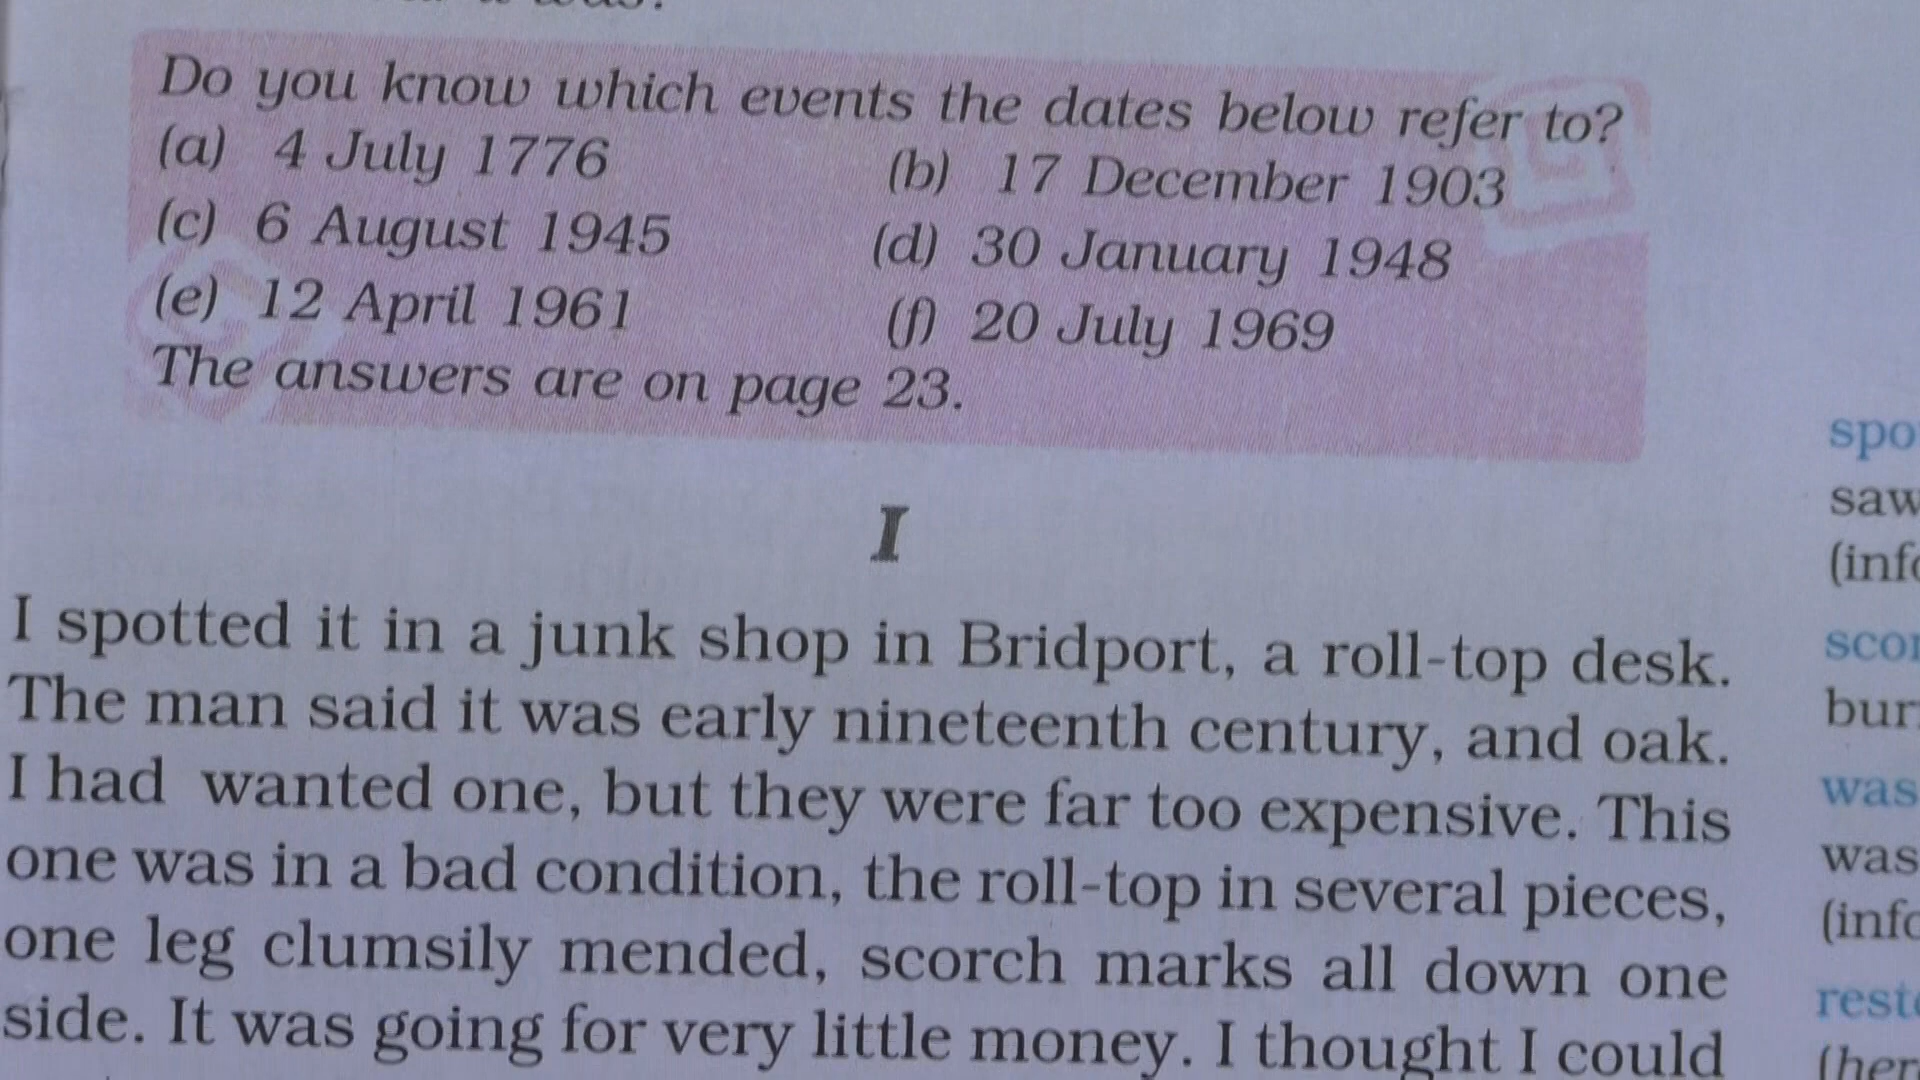 Do you know which events the dates below refer to?
(a) 4 July 1776 (b) 17 December 1903
(c) 6 August 1945 (d) 30 January 1948
(e) 12 April 1961 (f) 20 July 1969
The answers are on page 23.
I
I spotted it in a junk shop in Bridport, a roll-top desk.
The man said it was early nineteenth century, and oak.
I had wanted one, but they were far too expensive. This
one was in a bad condition, the roll-top in several pieces,
one leg clumsily mended, scorch marks all down one
side. It was going for very little money. I thought I could
saw
was